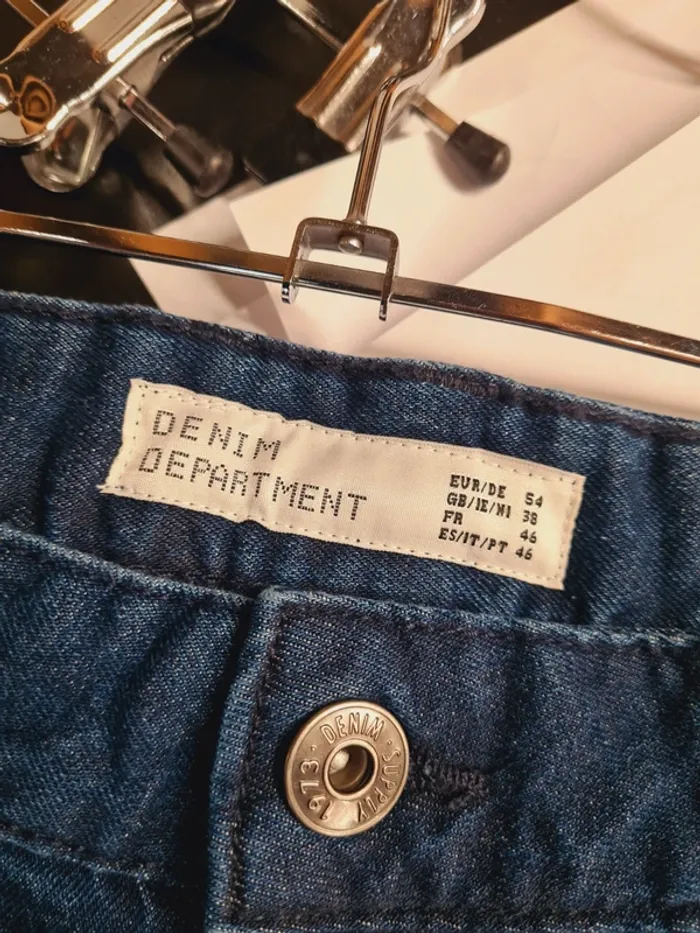 DENIM
DEPARTMENT
EUR/DE 54
GB/IE/NI 38
FR 46
ES/IT/PT 46
1973 · DENIM · SUPPLY